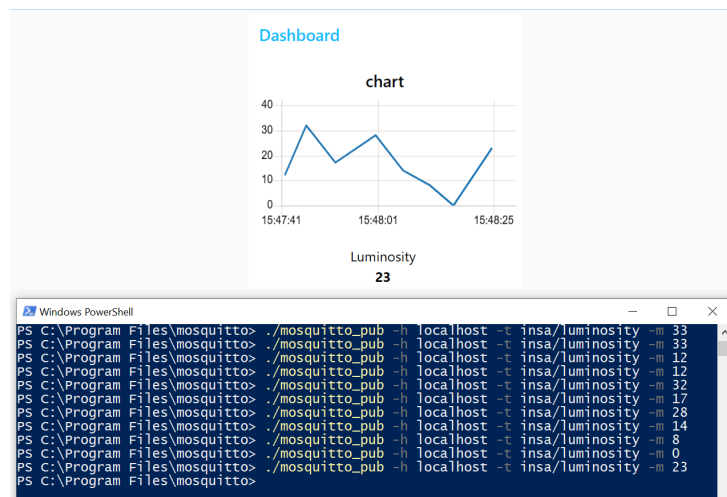 Dashboard
chart
40
30
20
10
0
15:47:41 15:48:01 15:48:25
Luminosity
23
Windows PowerShell
PS C:\Program Files\mosquitto> ./mosquitto_pub -h localhost -t insa/luminosity -m 33
PS C:\Program Files\mosquitto> ./mosquitto_pub -h localhost -t insa/luminosity -m 33
PS C:\Program Files\mosquitto> ./mosquitto_pub -h localhost -t insa/luminosity -m 12
PS C:\Program Files\mosquitto> ./mosquitto_pub -h localhost -t insa/luminosity -m 12
PS C:\Program Files\mosquitto> ./mosquitto_pub -h localhost -t insa/luminosity -m 32
PS C:\Program Files\mosquitto> ./mosquitto_pub -h localhost -t insa/luminosity -m 17
PS C:\Program Files\mosquitto> ./mosquitto_pub -h localhost -t insa/luminosity -m 28
PS C:\Program Files\mosquitto> ./mosquitto_pub -h localhost -t insa/luminosity -m 14
PS C:\Program Files\mosquitto> ./mosquitto_pub -h localhost -t insa/luminosity -m 8
PS C:\Program Files\mosquitto> ./mosquitto_pub -h localhost -t insa/luminosity -m 0
PS C:\Program Files\mosquitto> ./mosquitto_pub -h localhost -t insa/luminosity -m 23
PS C:\Program Files\mosquitto>